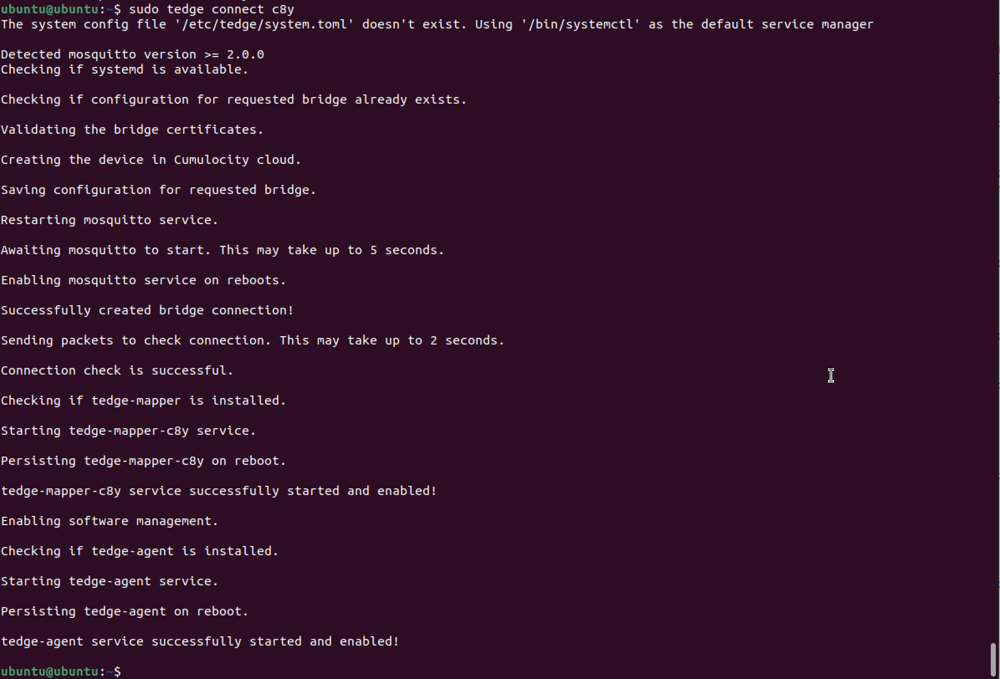 ubuntu@ubuntu:~$ sudo tedge connect c8y
The system config file '/etc/tedge/system.toml' doesn't exist. Using '/bin/systemctl' as the default service manager
Detected mosquitto version >= 2.0.0
Checking if systemd is available.
Checking if configuration for requested bridge already exists.
Validating the bridge certificates.
Creating the device in Cumulocity cloud.
Saving configuration for requested bridge.
Restarting mosquitto service.
Awaiting mosquitto to start. This may take up to 5 seconds.
Enabling mosquitto service on reboots.
Successfully created bridge connection!
Sending packets to check connection. This may take up to 2 seconds.
Connection check is successful.
Checking if tedge-mapper is installed.
Starting tedge-mapper-c8y service.
Persisting tedge-mapper-c8y on reboot.
tedge-mapper-c8y service successfully started and enabled!
Enabling software management.
Checking if tedge-agent is installed.
Starting tedge-agent service.
Persisting tedge-agent on reboot.
tedge-agent service successfully started and enabled!
ubuntu@ubuntu:~$